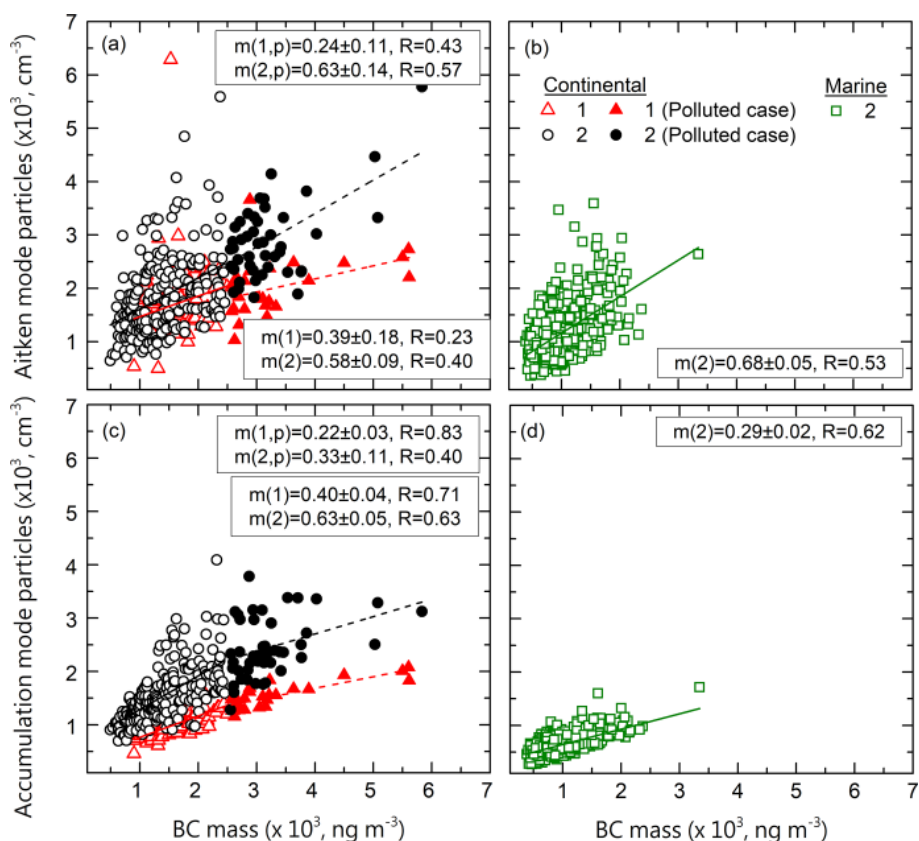 Aitken mode particles (x10³, cm⁻³)
7
6
5
4
3
2
1
(a)
m(1,p)=0.24±0.11, R=0.43
m(2,p)=0.63±0.14, R=0.57
m(1)=0.39±0.18, R=0.23
m(2)=0.58±0.09, R=0.40
(b)
Continental
Marine
1
1 (Polluted case)
2
2
2 (Polluted case)
m(2)=0.68±0.05, R=0.53
Accumulation mode particles (x10³, cm⁻³)
7
6
5
4
3
2
1
(c)
m(1,p)=0.22±0.03, R=0.83
m(2,p)=0.33±0.11, R=0.40
m(1)=0.40±0.04, R=0.71
m(2)=0.63±0.05, R=0.63
(d)
m(2)=0.29±0.02, R=0.62
1 2 3 4 5 6 7
1 2 3 4 5 6 7
BC mass (x 10³, ng m⁻³)
BC mass (x 10³, ng m⁻³)